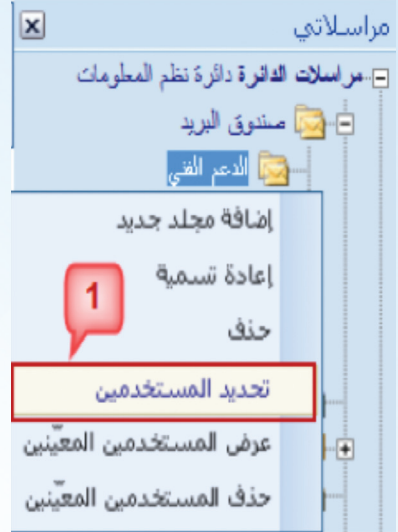 مراسلاتي
مراسلات الدائرة دائرة نظم المعلومات
صندوق البريد
الدعم الفني
إضافة مجلد جديد
إعادة تسمية
1
حذف
تحديد المستخدمين
عرض المستخدمين المعيّنين
حذف المستخدمين المعيّنين